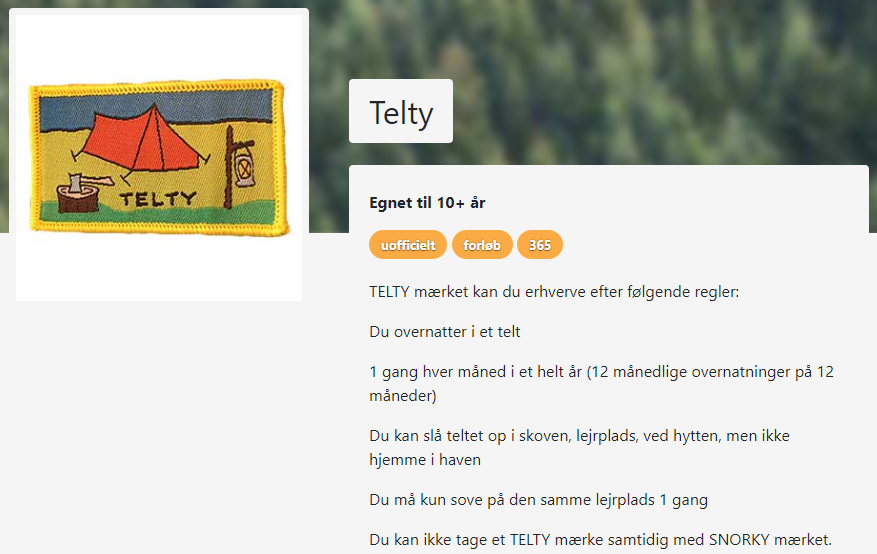 TELTY
Telty
Egnet til 10+ år
uofficielt forløb 365
TELTY mærket kan du erhverve efter følgende regler:
Du overnatter i et telt
1 gang hver måned i et helt år (12 månedlige overnatninger på 12
måneder)
Du kan slå teltet op i skoven, lejrplads, ved hytten, men ikke
hjemme i haven
Du må kun sove på den samme lejrplads 1 gang
Du kan ikke tage et TELTY mærke samtidig med SNORKY mærket.